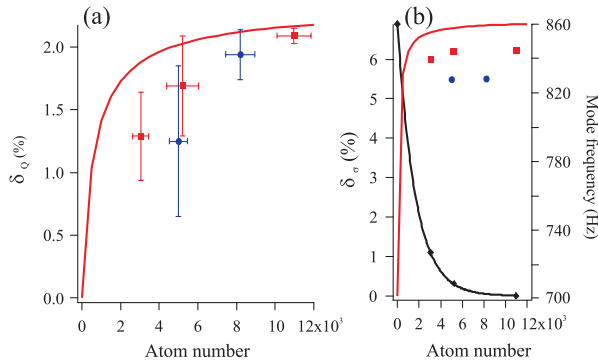 (a)
2.0
1.5
1.0
0.5
0.0
δ Q (%)
0 2 4 6 8 10 12x10³
Atom number
(b)
6
5
4
3
2
1
0
δ σ (%)
860
820
780
740
700
Mode frequency (Hz)
0 2 4 6 8 10 12x10³
Atom number